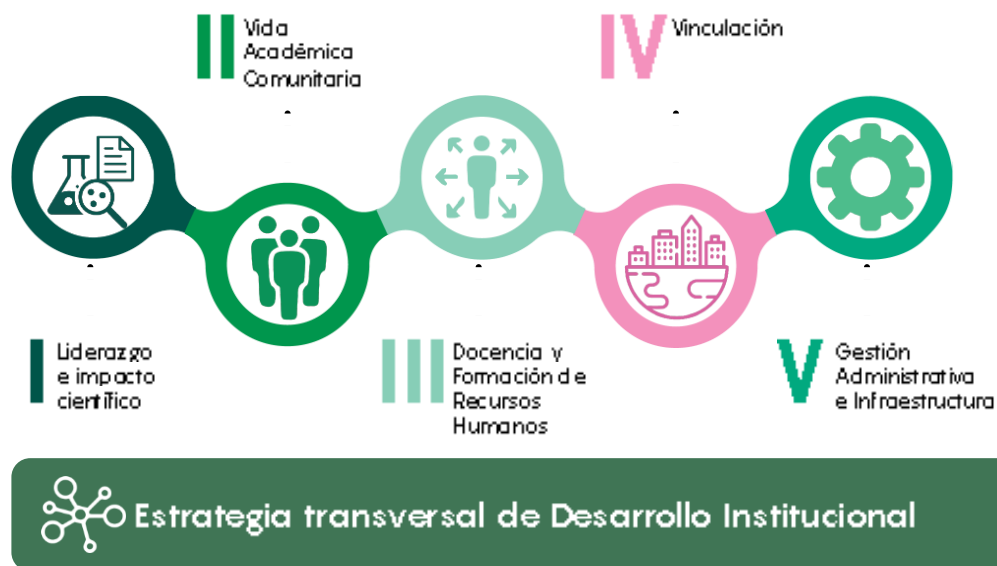 II
Vida
Académica
Comunitaria
IV
Vinculación
I
Liderazgo
e impacto
científico
III
Docencia y
Formación de
Recursos
Humanos
V
Gestión
Administrativa
e Infraestructura
Estrategia transversal de Desarrollo Institucional